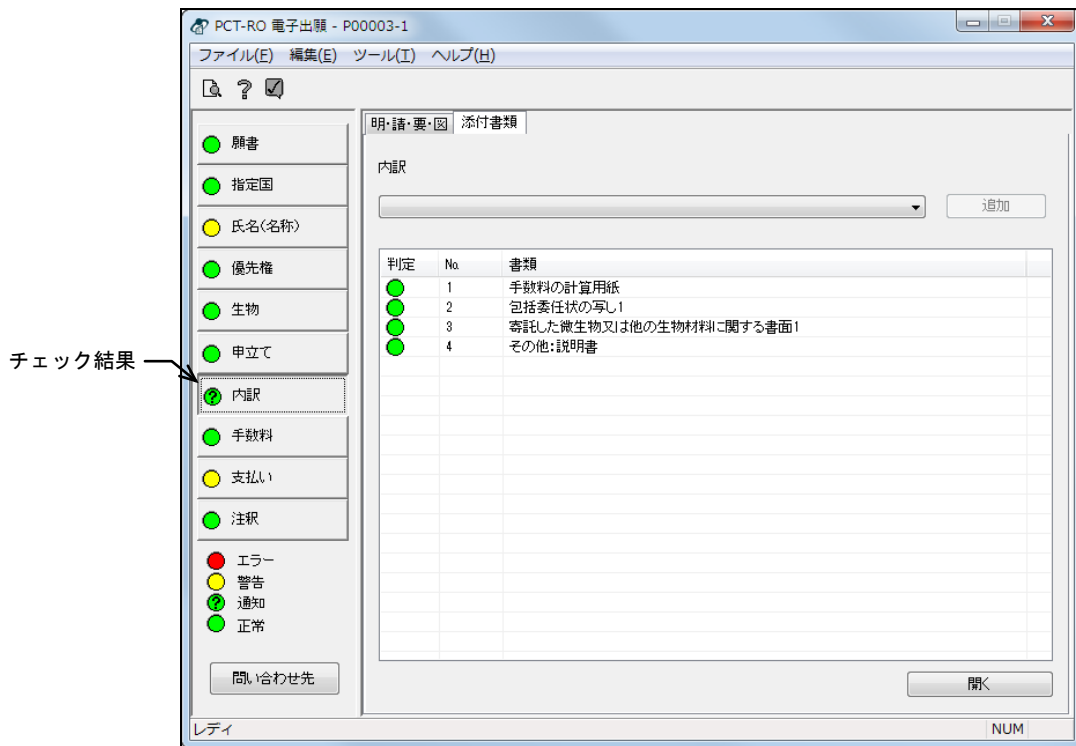 PCT-RO 電子出願 - P00003-1
ファイル(F) 編集(E) ツール(T) ヘルプ(H)
願書
指定国
氏名(名称)
優先権
生物
申立て
内訳
手数料
支払い
注釈
エラー
警告
通知
正常
問い合わせ先
チェック結果
明・請・要・図 添付書類
内訳
追加
判定 No. 書類
1 手数料の計算用紙
2 包括委任状の写し1
3 寄託した微生物又は他の生物材料に関する書面1
4 その他:説明書
開く
レディ NUM